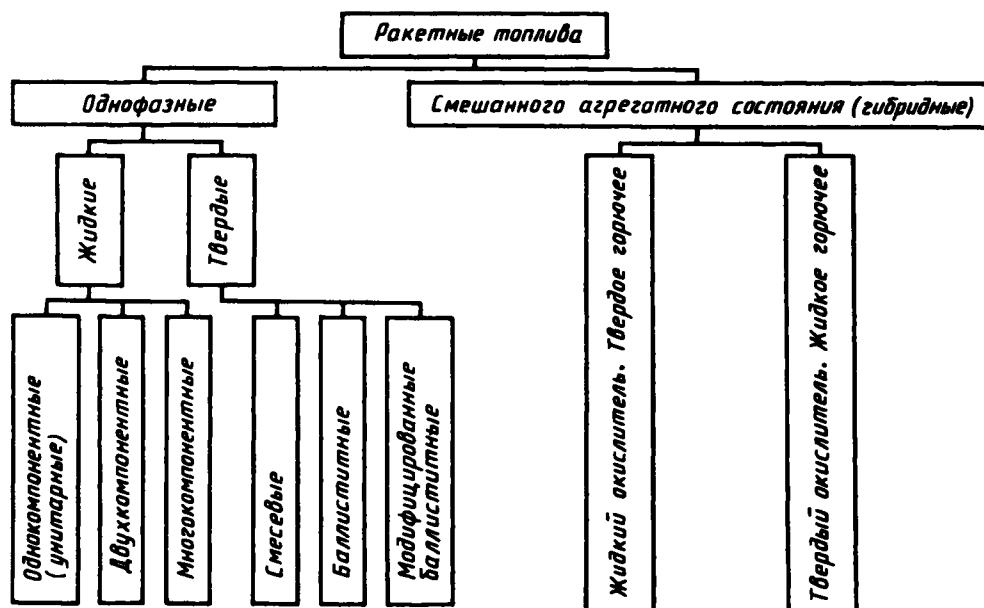 Ракетные топлива
Однофазные
Смешанного агрегатного состояния (гибридные)
Жидкие
Твердые
Однокомпонентные
(унитарные)
Двухкомпонентные
Многокомпонентные
Смесевые
Баллиститные
Модифицированные
баллиститные
Жидкий окислитель. Твердое горючее
Твердый окислитель. Жидкое горючее